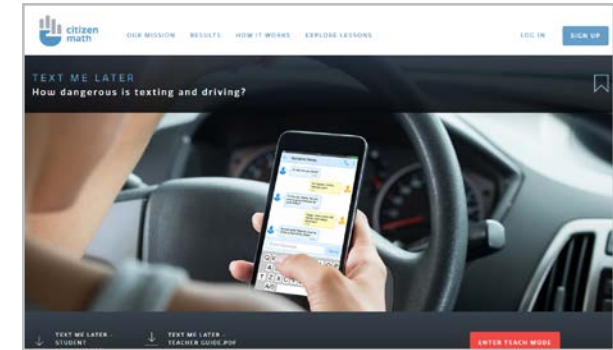 citizen
math
OUR MISSION RESULTS HOW IT WORKS EXPLORE LESSONS LOG IN SIGN UP
TEXT ME LATER
How dangerous is texting and driving?
TEXT ME LATER -
STUDENT
TEXT ME LATER -
TEACHER GUIDE.PDF
ENTER TEACH MODE